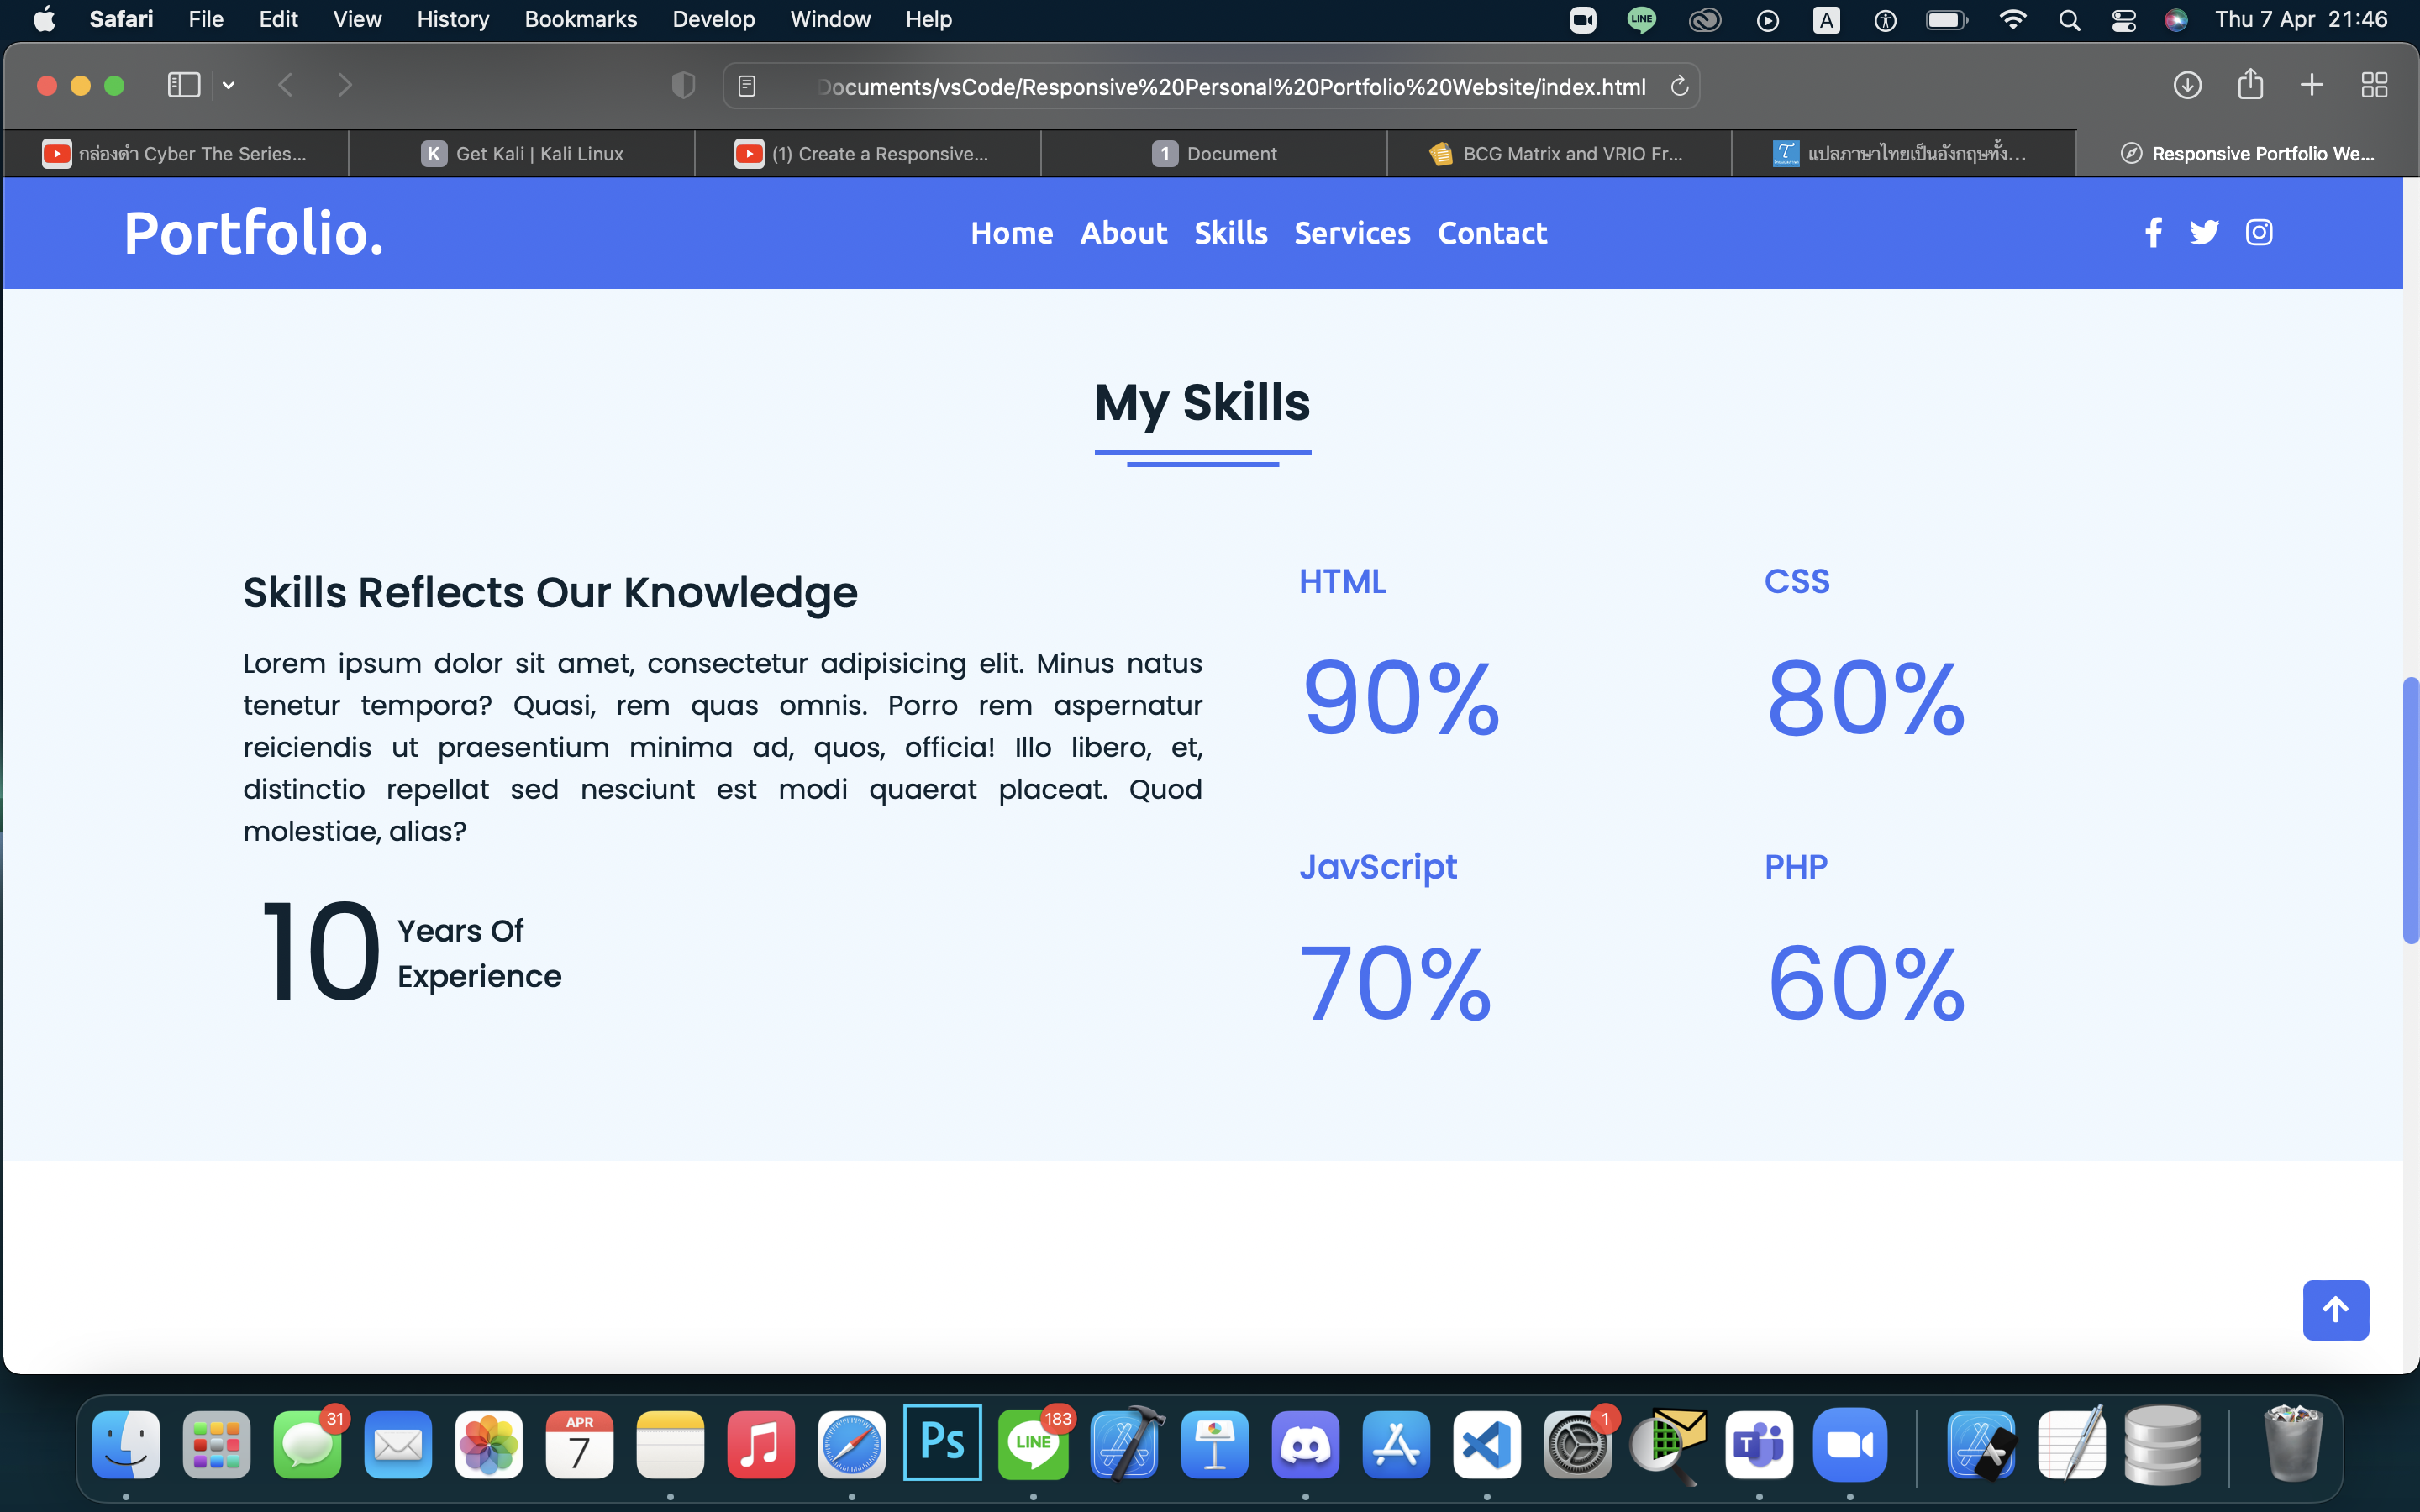 Safari File Edit View History Bookmarks Develop Window Help LINE A Thu 7 Apr 21:46
Documents/vsCode/Responsive%20Personal%20Portfolio%20Website/index.html
กล่องดำ Cyber The Series... K Get Kali | Kali Linux (1) Create a Responsive... 1 Document BCG Matrix and VRIO Fr... แปลภาษาไทยเป็นอังกฤษทั้ง... Responsive Portfolio We...
Portfolio. Home About Skills Services Contact
My Skills
Skills Reflects Our Knowledge
Lorem ipsum dolor sit amet, consectetur adipisicing elit. Minus natus
tenetur tempora? Quasi, rem quas omnis. Porro rem aspernatur
reiciendis ut praesentium minima ad, quos, officia! Illo libero, et,
distinctio repellat sed nesciunt est modi quaerat placeat. Quod
molestiae, alias?
10 Years Of
Experience
HTML CSS
90% 80%
JavScript PHP
70% 60%
31 APR 183 1
7 Ps LINE T